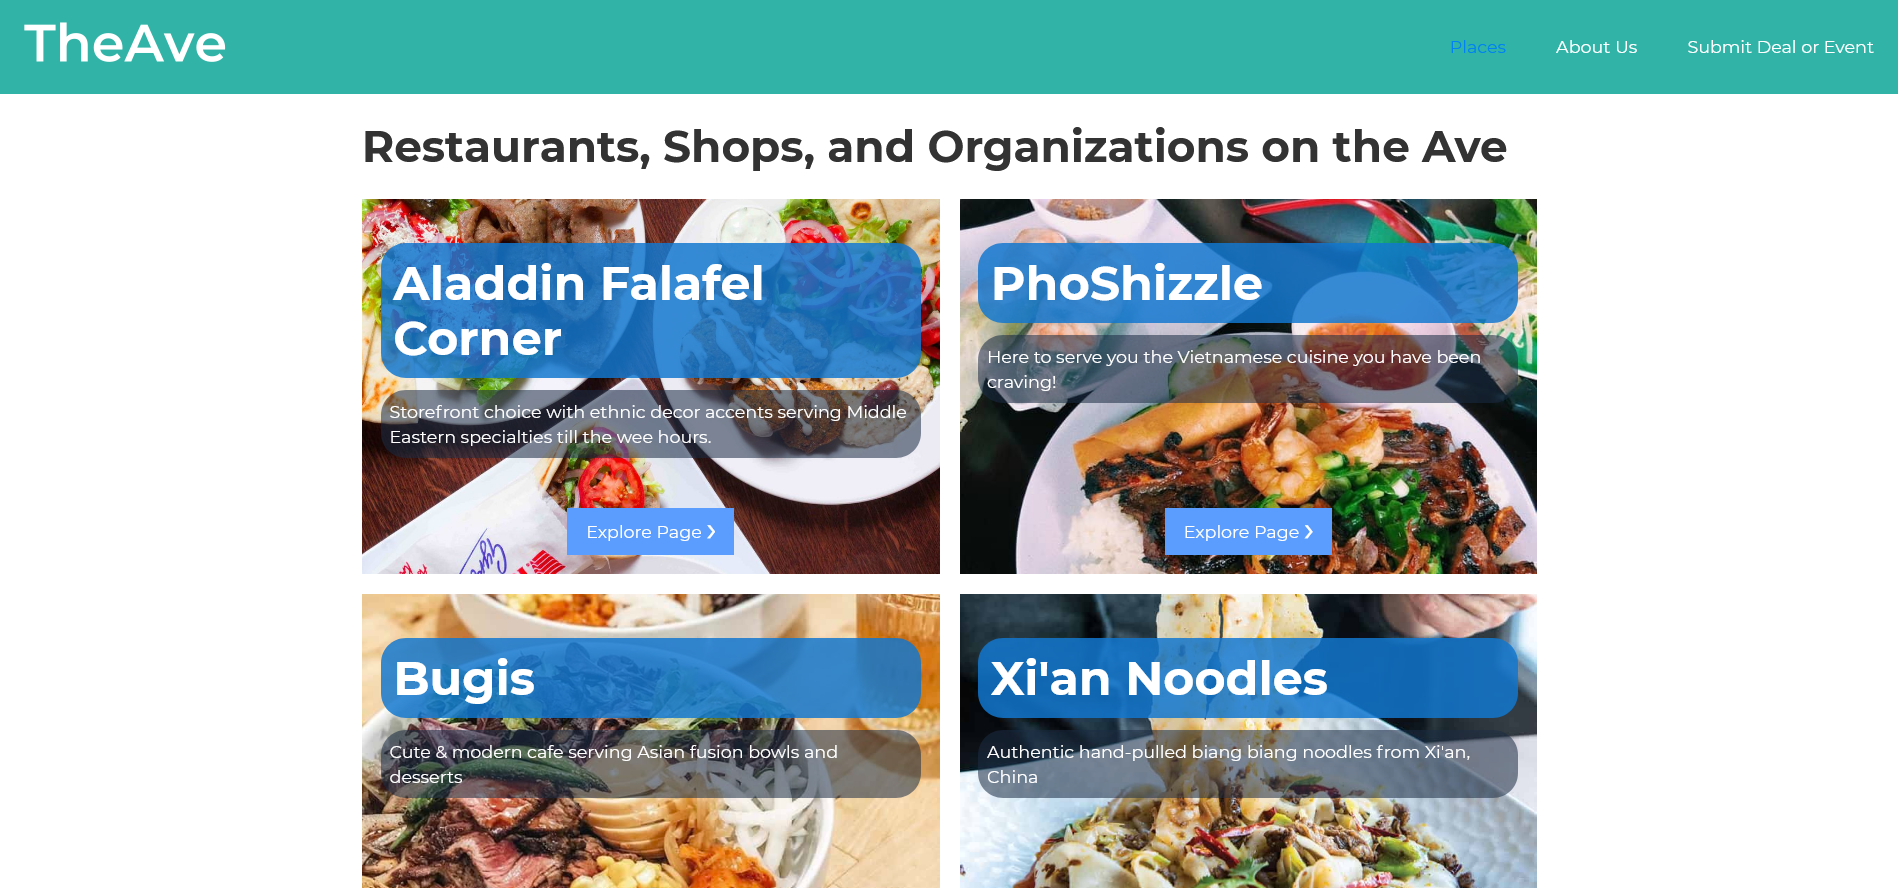 TheAve
Places
About Us
Submit Deal or Event
Restaurants, Shops, and Organizations on the Ave
Aladdin Falafel
Corner
Storefront choice with ethnic decor accents serving Middle
Eastern specialties till the wee hours.
Explore Page ❯
PhoShizzle
Here to serve you the Vietnamese cuisine you have been
craving!
Explore Page ❯
Bugis
Cute & modern cafe serving Asian fusion bowls and
desserts
Xi'an Noodles
Authentic hand-pulled biang biang noodles from Xi'an,
China